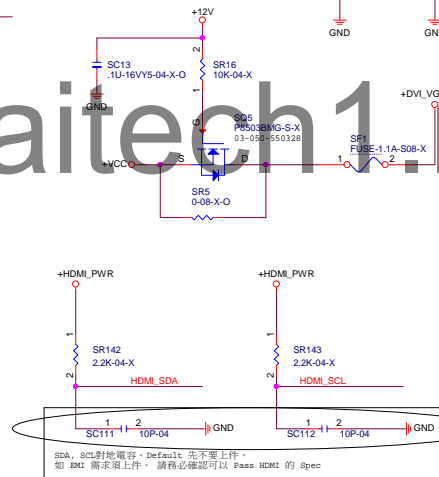 +12V
GND
GND
2
SC13
.1U-16VY5-04-X-O
SR16
10K-04-X
1
GND
aitech1.
+DVI_VG
G
SQ5
P8503BMG-S-X
03-050-550328
SF1
FUSE-1.1A-S08-X
+VCC
S
D
1
2
SR5
0-08-X-O
+HDMI_PWR
+HDMI_PWR
1
1
SR142
2.2K-04-X
SR143
2.2K-04-X
2
2
HDMI_SDA
HDMI_SCL
1
2
GND
1
2
GND
SC111
10P-04
SC112
10P-04
SDA, SCL對地電容。Default 先不要上件。
如 EMI 需求須上件。 請務必確認可以 Pass HDMI 的 Spec